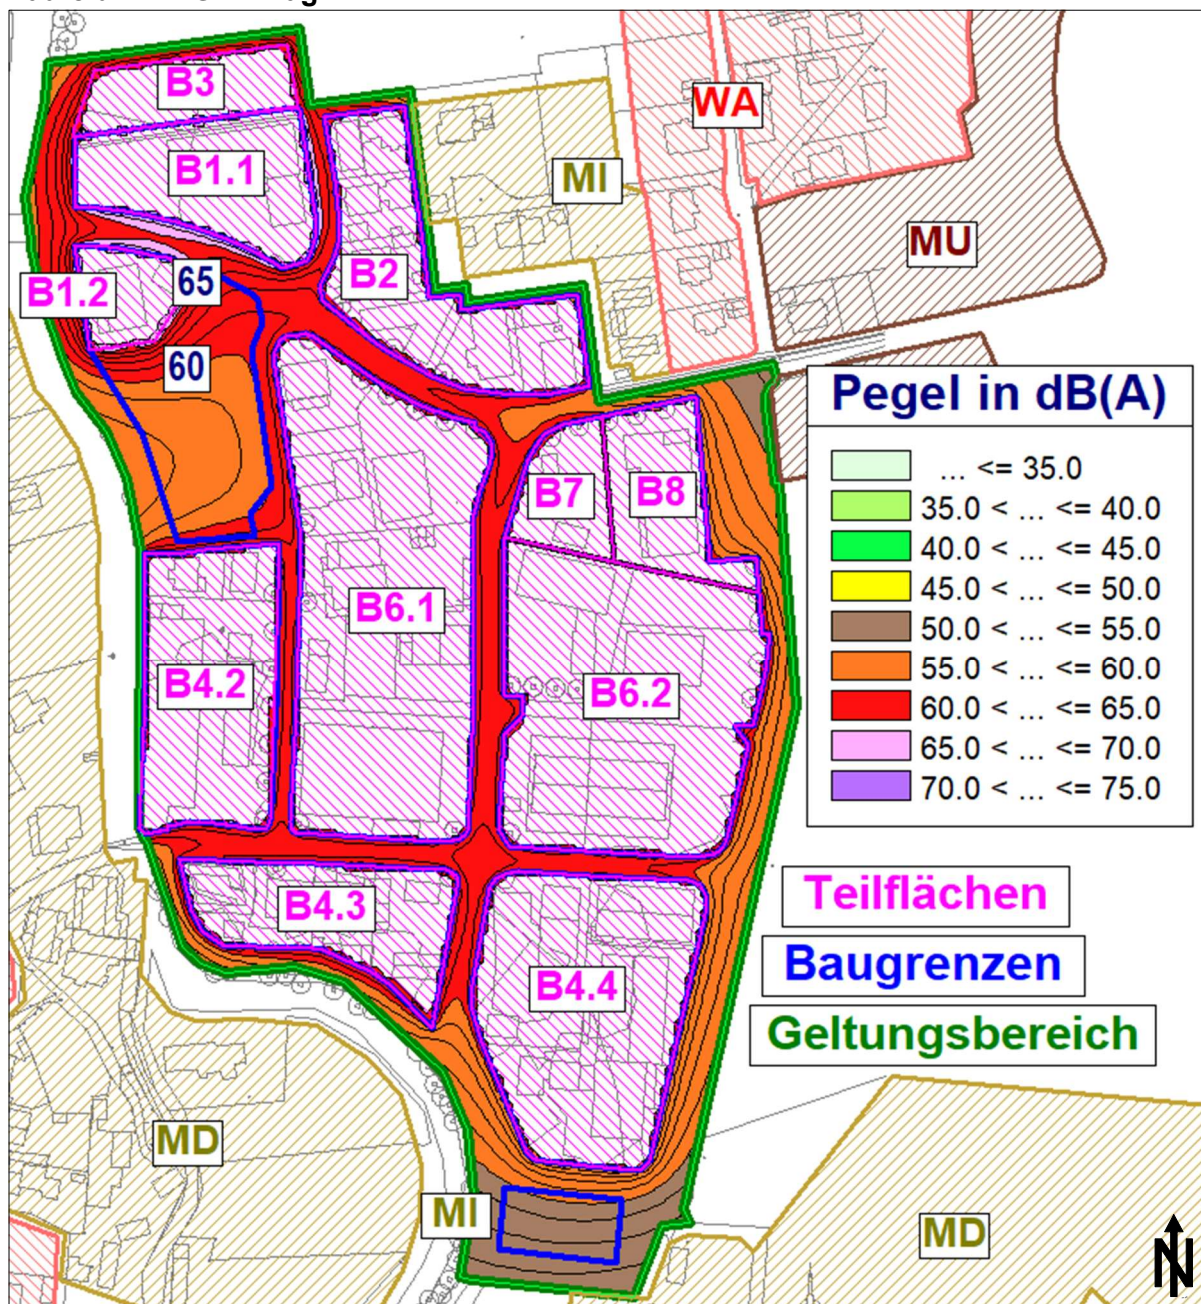 B3
WA
B1.1
MI
MU
B2
B1.2
65
60
Pegel in dB(A)
... <= 35.0
35.0 < ... <= 40.0
40.0 < ... <= 45.0
45.0 < ... <= 50.0
50.0 < ... <= 55.0
55.0 < ... <= 60.0
60.0 < ... <= 65.0
65.0 < ... <= 70.0
70.0 < ... <= 75.0
B7
B8
B6.1
B4.2
B6.2
Teilflächen
B4.3
Baugrenzen
B4.4
Geltungsbereich
MD
MI
MD
N